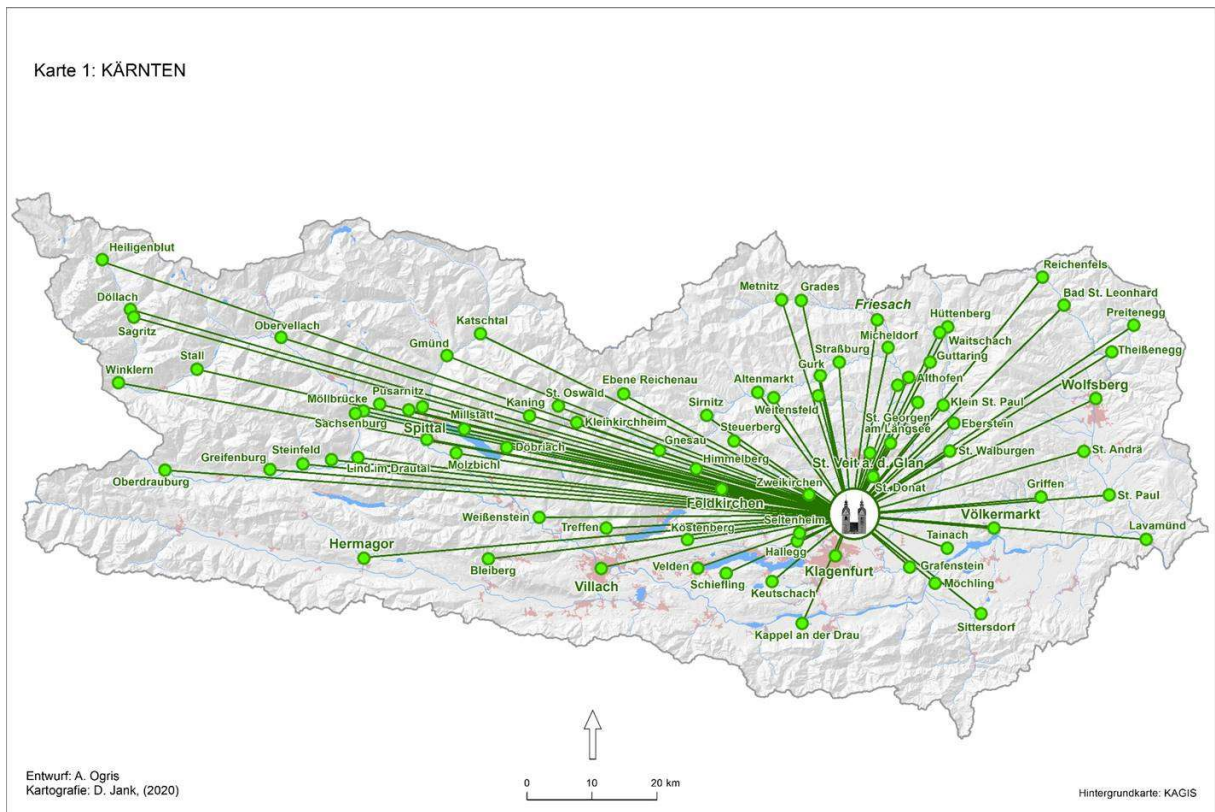 Karte 1: KÄRNTEN
Heiligenblut
Döllach
Sagritz
Obervellach
Stall
Winklern
Katschtal
Gmünd
Pusarnitz
Möllbrücke
Sachsenburg
Spittal
Millstatt
Kaning
St. Oswald
Kleinkirchheim
Ebene Reichenau
Döbriach
Molzbichl
Lind im Drautal
Steinfeld
Greifenburg
Oberdrauburg
Metnitz
Grades
Friesach
Hüttenberg
Waitschach
Micheldorf
Guttaring
Straßburg
Gurk
Althofen
Altenmarkt
Weitensfeld
Sirnitz
Steuerberg
Gnesau
Himmelberg
Klein St. Paul
St. Georgen
am Längsee
Eberstein
St. Walburgen
St. Veit a. d. Glan
St. Donat
Zweikirchen
Feldkirchen
Reichenfels
Bad St. Leonhard
Preitenegg
Theißenegg
Wolfsberg
St. Andrä
Griffen
St. Paul
Völkermarkt
Lavamünd
Tainach
Grafenstein
Möchling
Sittersdorf
Weißenstein
Treffen
Köstenberg
Seltenheim
Hallegg
Klagenfurt
Hermagor
Bleiberg
Villach
Velden
Schiefling
Keutschach
Kappel an der Drau
Entwurf: A. Ogris
Kartografie: D. Jank, (2020)
0 10 20 km
Hintergrundkarte: KAGIS